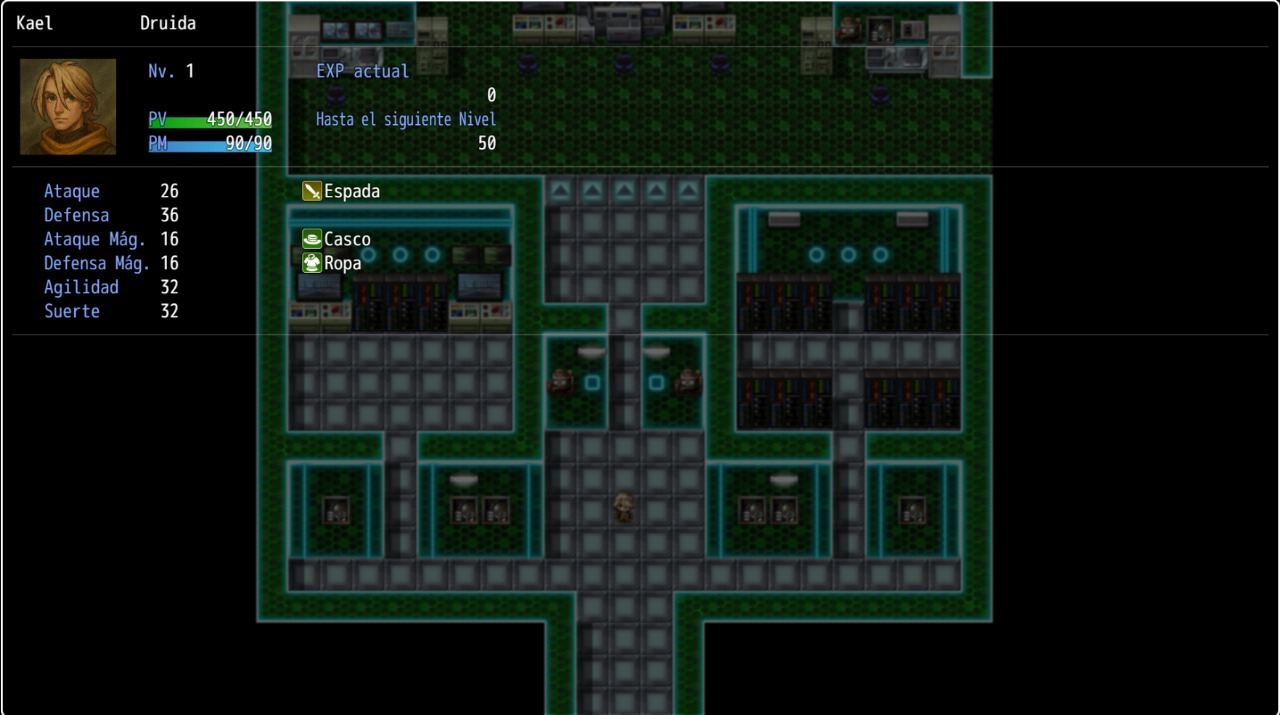 Kael Druida
Nv. 1 EXP actual
0
PV 450/450 Hasta el siguiente Nivel
PM 90/90 50
Ataque 26 Espada
Defensa 36
Ataque Mág. 16 Casco
Defensa Mág. 16 Ropa
Agilidad 32
Suerte 32